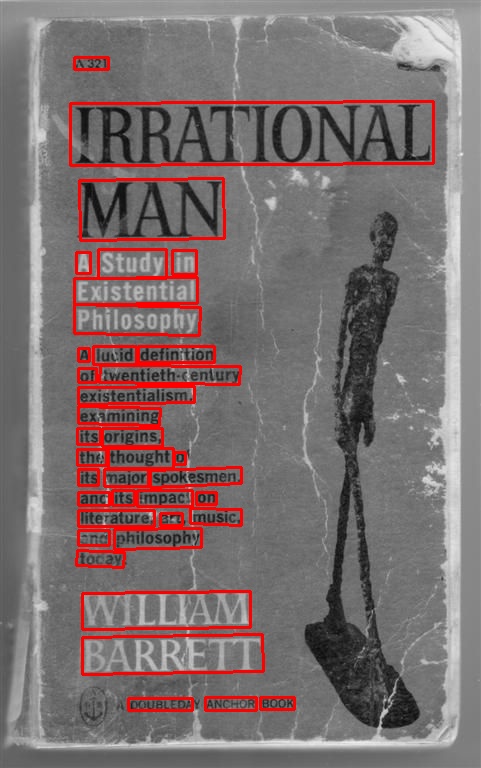 A 321
IRRATIONAL
MAN
A Study in
Existential
Philosophy
A lucid definition
of twentieth-century
existentialism,
examining
its origins,
the thought of
its major spokesmen,
and its impact on
literature, art, music,
and philosophy
today.
WILLIAM
BARRETT
A DOUBLEDAY ANCHOR BOOK